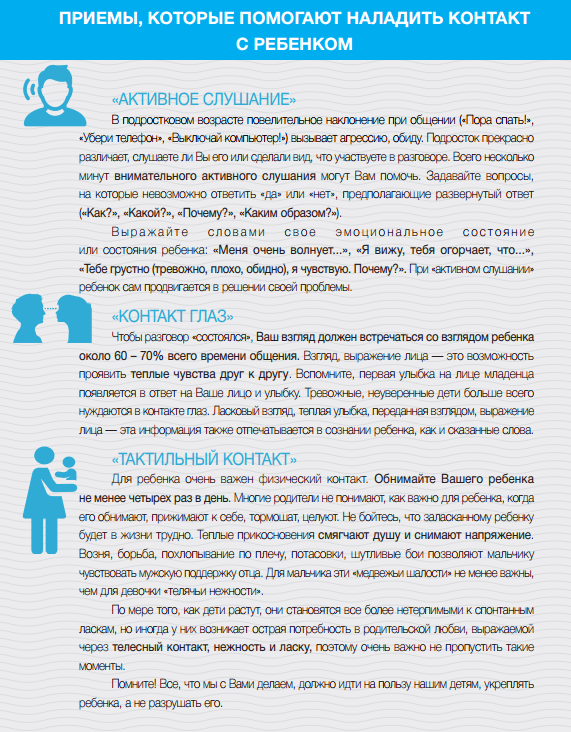 ПРИЕМЫ, КОТОРЫЕ ПОМОГАЮТ НАЛАДИТЬ КОНТАКТ
С РЕБЕНКОМ
«АКТИВНОЕ СЛУШАНИЕ»
В подростковом возрасте повелительное наклонение при общении («Пора спать!»,
«Убери телефон», «Выключай компьютер!») вызывает агрессию, обиду. Подросток прекрасно
различает, слушаете ли Вы его или сделали вид, что участвуете в разговоре. Всего несколько
минут внимательного активного слушания могут Вам помочь. Задавайте вопросы,
на которые невозможно ответить «да» или «нет», предполагающие развернутый ответ
(«Как?», «Какой?», «Почему?», «Каким образом?»).
Выражайте словами свое эмоциональное состояние
или состояния ребенка: «Меня очень волнует...», «Я вижу, тебя огорчает, что...»,
«Тебе грустно (тревожно, плохо, обидно), я чувствую. Почему?». При «активном слушании»
ребенок сам продвигается в решении своей проблемы.
«КОНТАКТ ГЛАЗ»
Чтобы разговор «состоялся», Ваш взгляд должен встречаться со взглядом ребенка
около 60 – 70% всего времени общения. Взгляд, выражение лица — это возможность
проявить теплые чувства друг к другу. Вспомните, первая улыбка на лице младенца
появляется в ответ на Ваше лицо и улыбку. Тревожные, неуверенные дети больше всего
нуждаются в контакте глаз. Ласковый взгляд, теплая улыбка, переданная взглядом, выражение
лица — эта информация также отпечатывается в сознании ребенка, как и сказанные слова.
«ТАКТИЛЬНЫЙ КОНТАКТ»
Для ребенка очень важен физический контакт. Обнимайте Вашего ребенка
не менее четырех раз в день. Многие родители не понимают, как важно для ребенка, когда
его обнимают, прижимают к себе, тормошат, целуют. Не бойтесь, что заласканному ребенку
будет в жизни трудно. Теплые прикосновения смягчают душу и снимают напряжение.
Возня, борьба, похлопывание по плечу, потасовки, шутливые бои позволяют мальчику
чувствовать мужскую поддержку отца. Для мальчика эти «медвежьи шалости» не менее важны,
чем для девочки «телячьи нежности».
По мере того, как дети растут, они становятся все более нетерпимыми к спонтанным
ласкам, но иногда у них возникает острая потребность в родительской любви, выражаемой
через телесный контакт, нежность и ласку, поэтому очень важно не пропустить такие
моменты.
Помните! Все, что мы с Вами делаем, должно идти на пользу нашим детям, укреплять
ребенка, а не разрушать его.